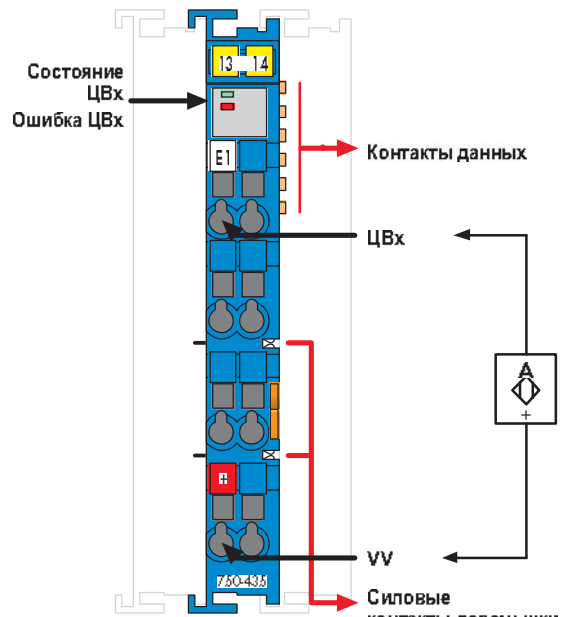 13 14
Состояние
ЦВх
Ошибка ЦВх
E1
Контакты данных
ЦВх
A
+
+
VV
750-435
Силовые